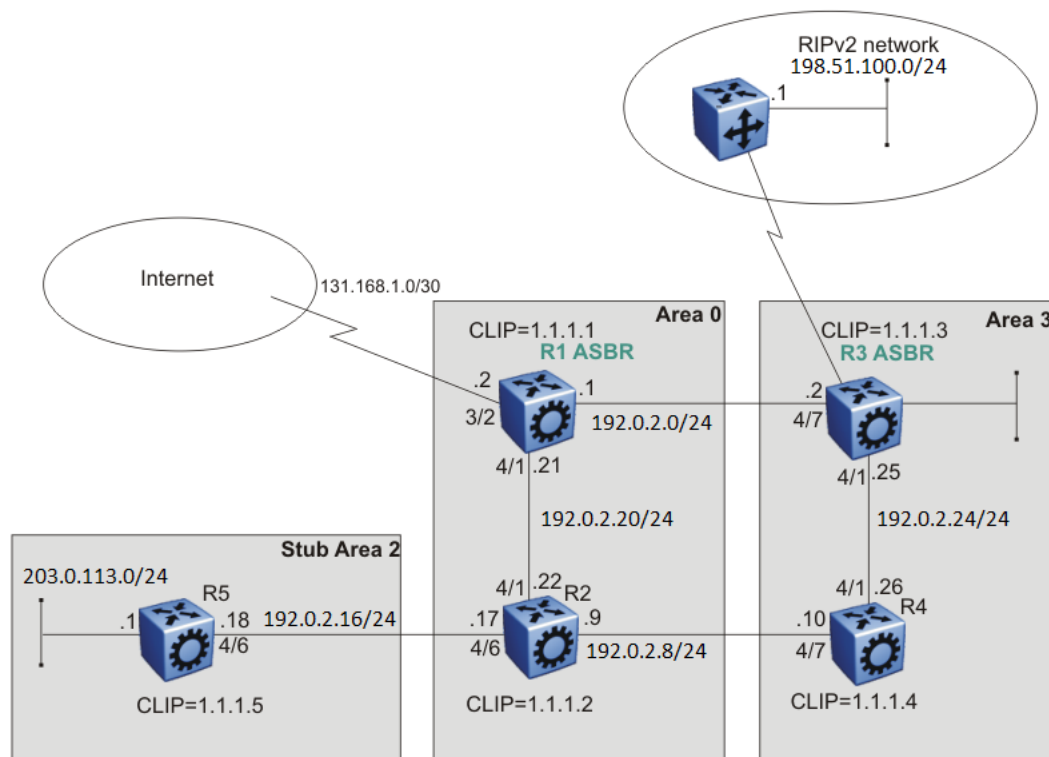 RIPv2 network
198.51.100.0/24
.1
Internet
131.168.1.0/30
Area 0
CLIP=1.1.1.1
R1 ASBR
.2
3/2
.1
192.0.2.0/24
4/1
.21
192.0.2.20/24
Area 3
CLIP=1.1.1.3
R3 ASBR
.2
4/7
4/1
.25
192.0.2.24/24
Stub Area 2
203.0.113.0/24
R5
.1
.18
4/6
192.0.2.16/24
CLIP=1.1.1.5
4/1
.22
R2
.17
4/6
.9
192.0.2.8/24
CLIP=1.1.1.2
4/1
.26
R4
.10
4/7
CLIP=1.1.1.4